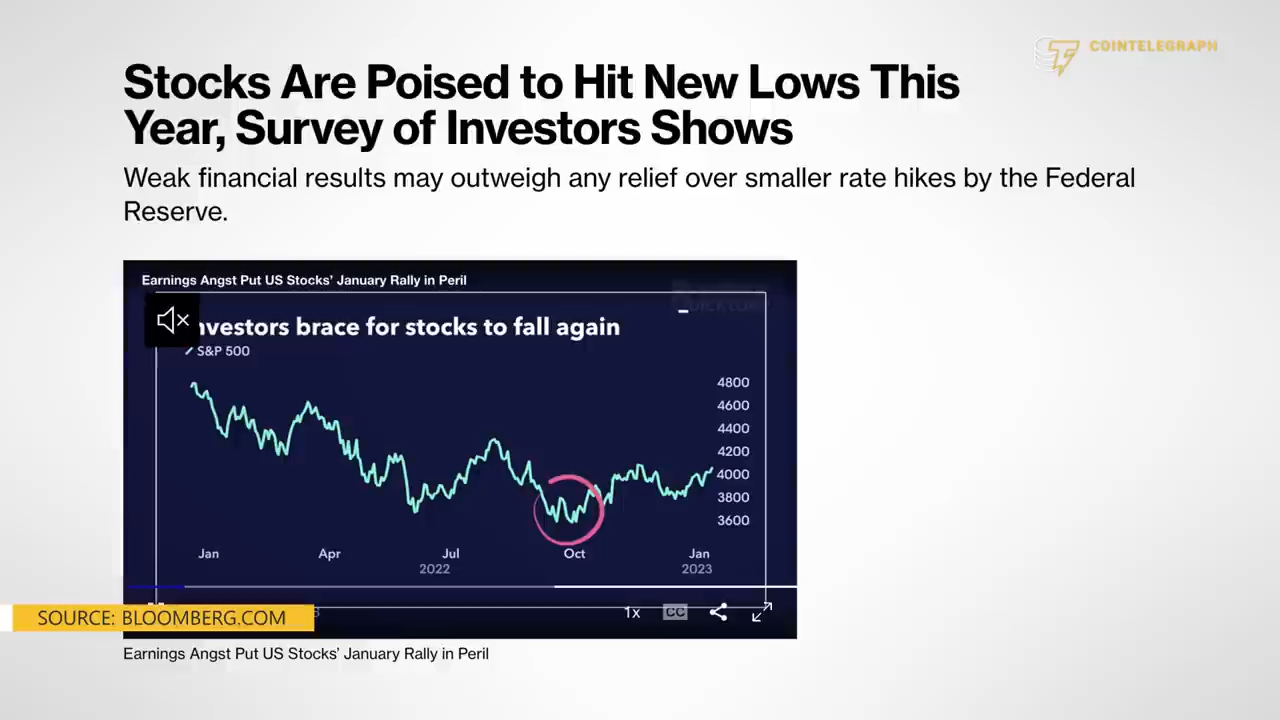 COINTELEGRAPH
Stocks Are Poised to Hit New Lows This
Year, Survey of Investors Shows
Weak financial results may outweigh any relief over smaller rate hikes by the Federal
Reserve.
Earnings Angst Put US Stocks' January Rally in Peril
nvestors brace for stocks to fall again
S&P 500
4800
4600
4400
4200
4000
3800
3600
Jan Apr Jul Oct Jan
2022 2023
1x CC
SOURCE: BLOOMBERG.COM
Earnings Angst Put US Stocks' January Rally in Peril